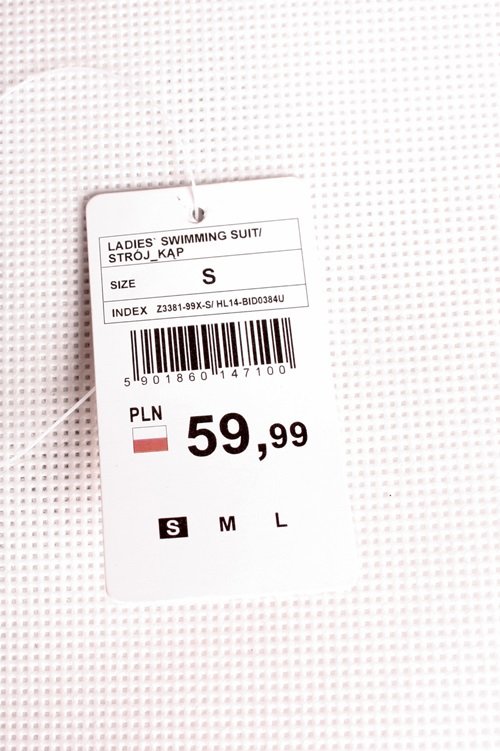 LADIES` SWIMMING SUIT/
STRÓJ_KĄP
SIZE S
INDEX Z3381-99X-S/ HL14-BID0384U
5 901860 147100
PLN
59,99
S M L